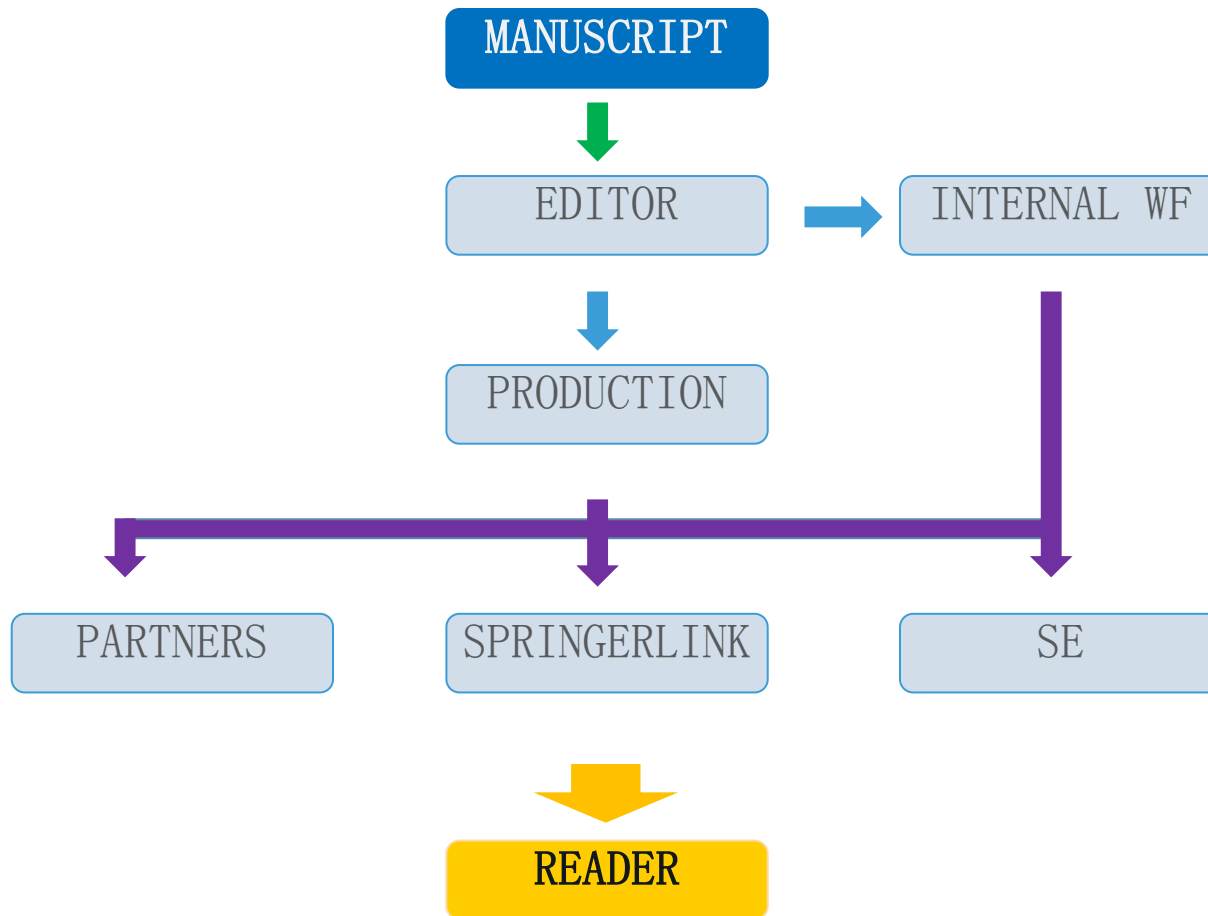 MANUSCRIPT
EDITOR
INTERNAL WF
PRODUCTION
PARTNERS
SPRINGERLINK
SE
READER